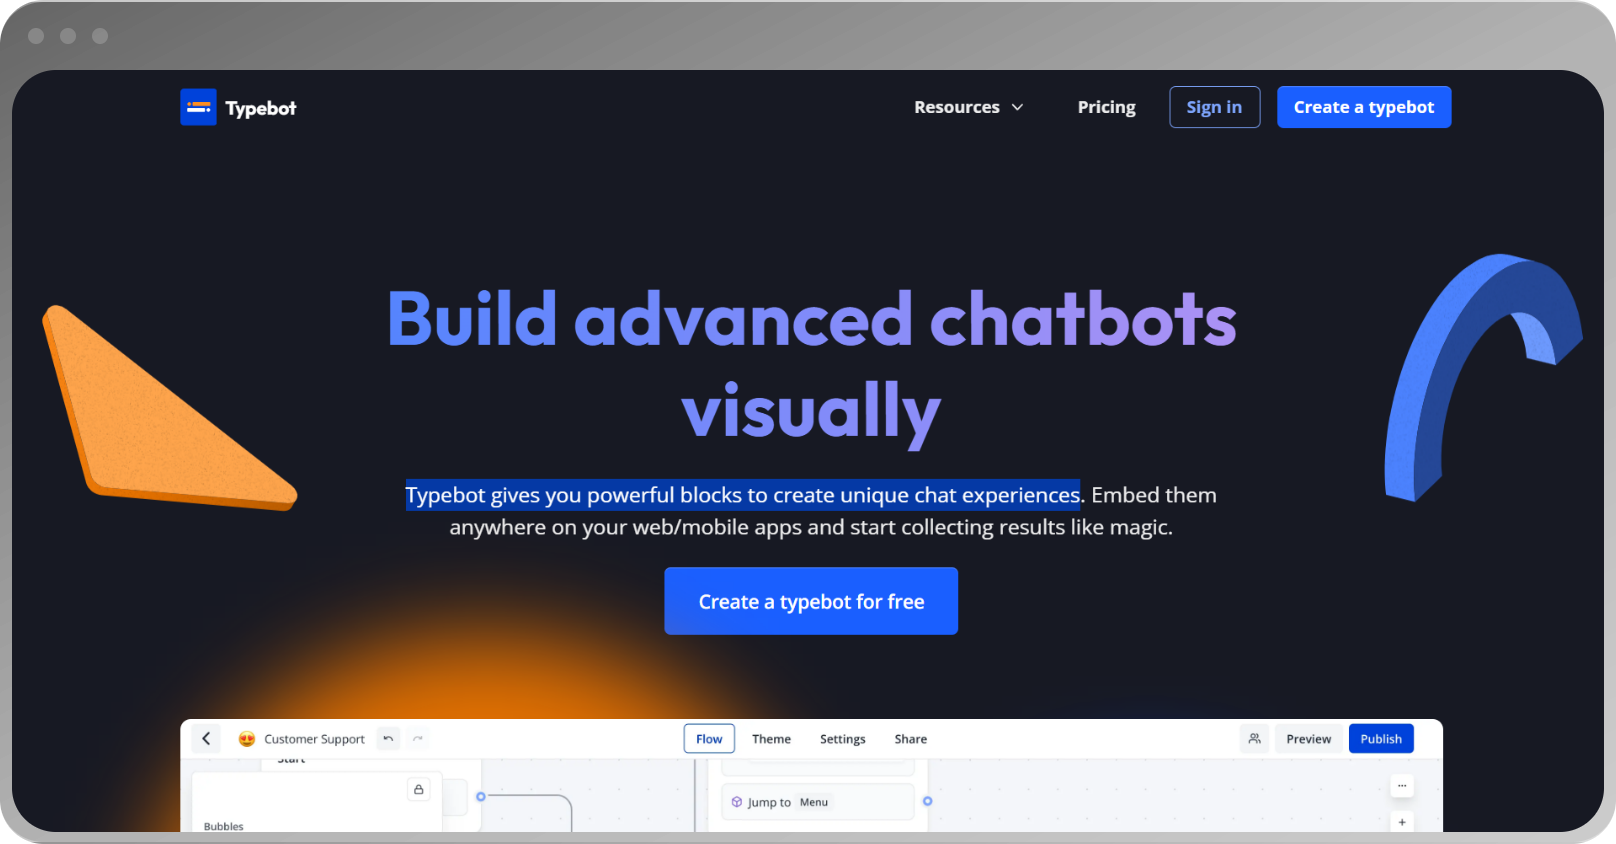 Typebot
Resources
Pricing
Sign in
Create a typebot
Build advanced chatbots
visually
Typebot gives you powerful blocks to create unique chat experiences. Embed them
anywhere on your web/mobile apps and start collecting results like magic.
Create a typebot for free
Customer Support
Flow
Theme
Settings
Share
Preview
Publish
Start
Jump to Menu
Bubbles